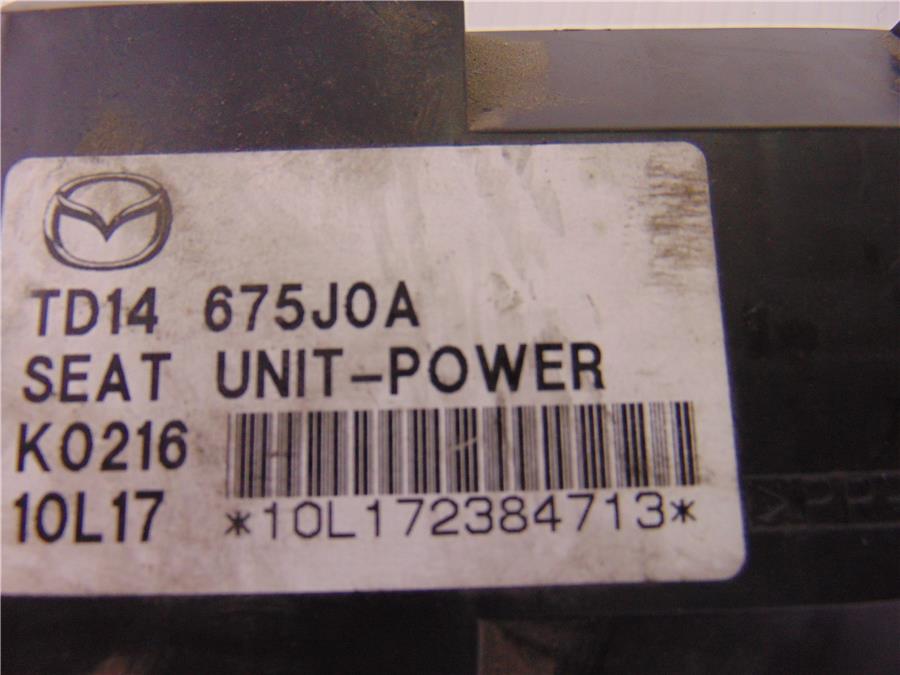 TD14 675J0A
SEAT UNIT-POWER
K0216
10L17
*10L172384713*